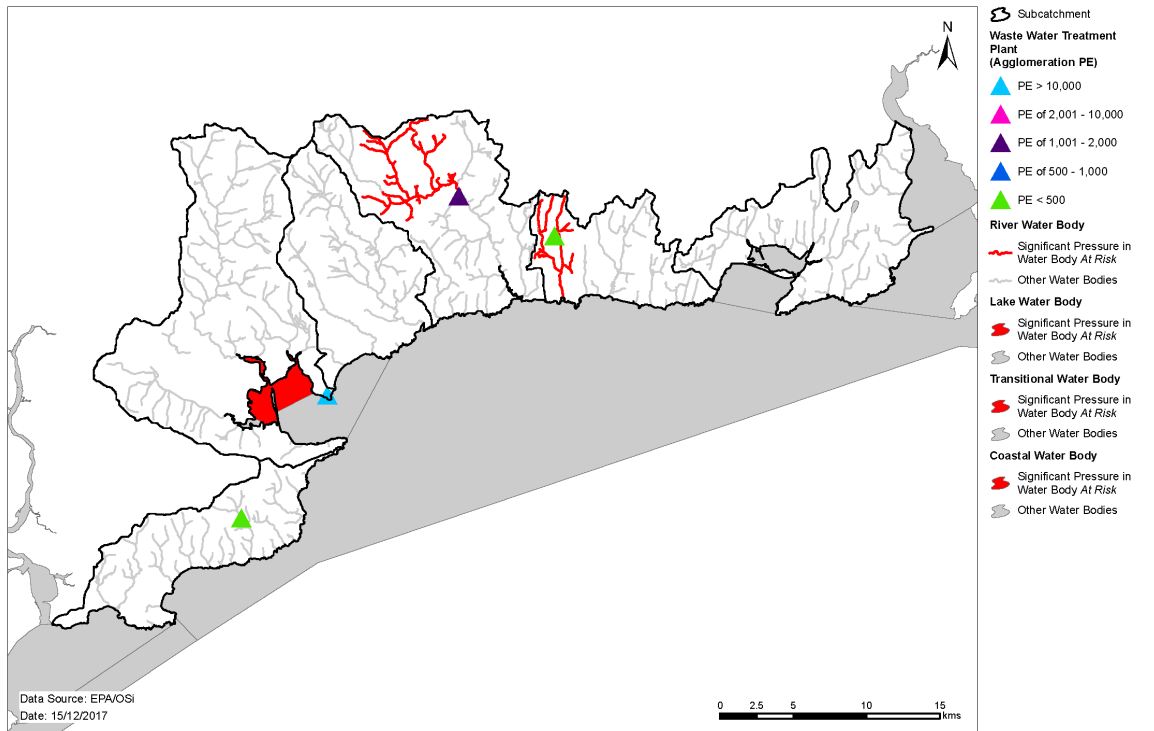 N
Subcatchment
Waste Water Treatment
Plant
(Agglomeration PE)
PE > 10,000
PE of 2,001 - 10,000
PE of 1,001 - 2,000
PE of 500 - 1,000
PE < 500
River Water Body
Significant Pressure in
Water Body At Risk
Other Water Bodies
Lake Water Body
Significant Pressure in
Water Body At Risk
Other Water Bodies
Transitional Water Body
Significant Pressure in
Water Body At Risk
Other Water Bodies
Coastal Water Body
Significant Pressure in
Water Body At Risk
Other Water Bodies
Data Source: EPA/OSi
Date: 15/12/2017
0 2.5 5 10 15
kms